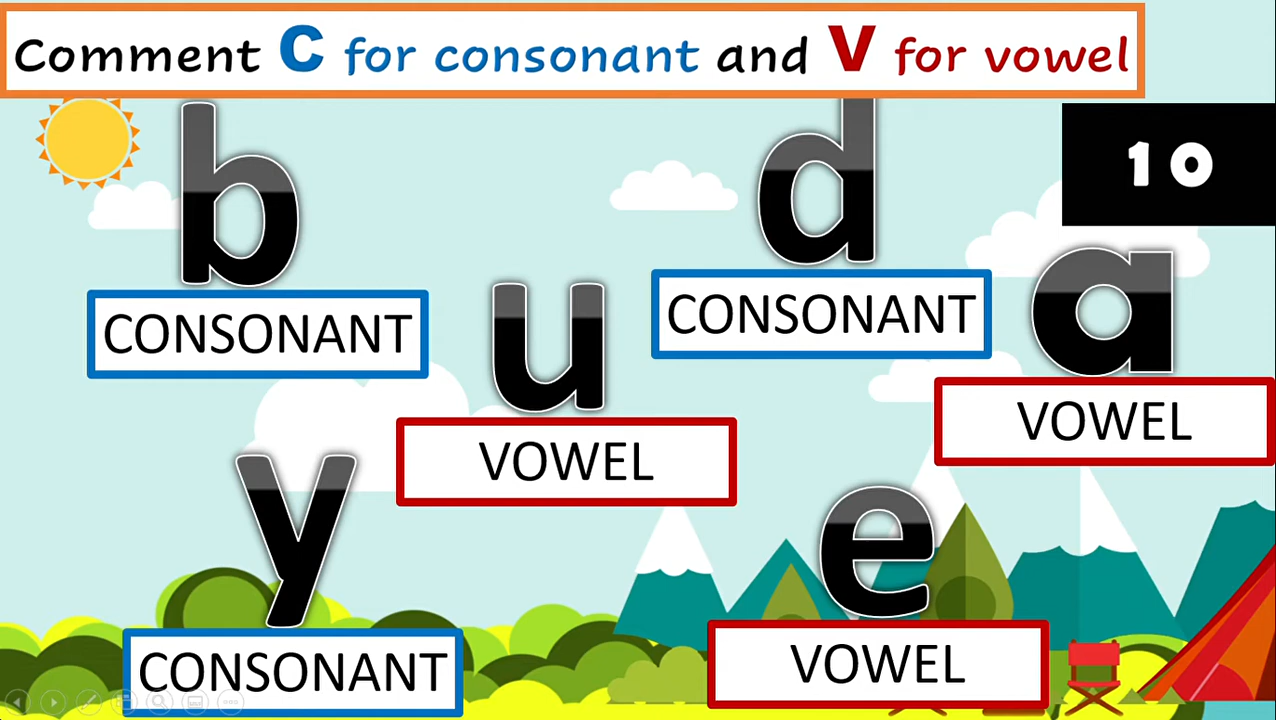 Comment C for consonant and V for vowel
10
b
CONSONANT
d
CONSONANT
u
VOWEL
a
VOWEL
y
CONSONANT
e
VOWEL